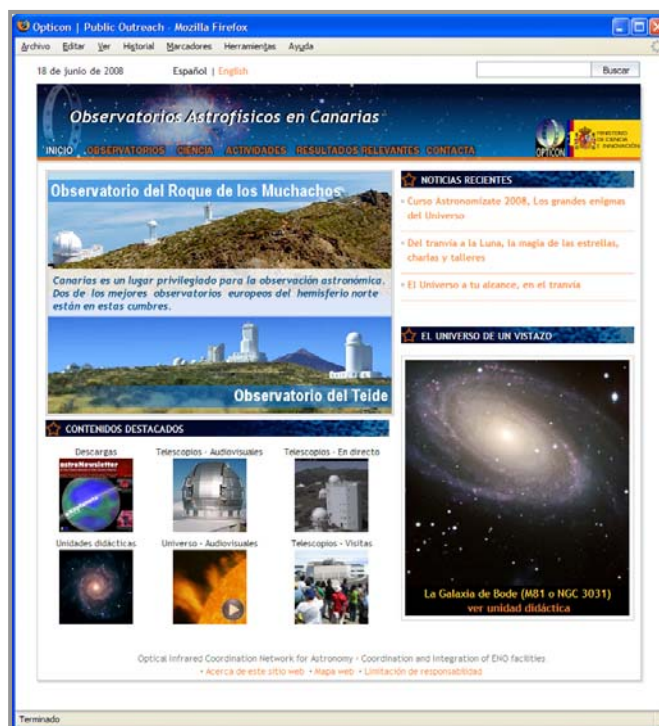 Opticon | Public Outreach - Mozilla Firefox
Archivo Editar Ver Historial Marcadores Herramientas Ayuda
18 de junio de 2008 Español | English Buscar
Observatorios Astrofísicos en Canarias
INICIO OBSERVATORIOS CIENCIA ACTIVIDADES RESULTADOS RELEVANTES CONTACTA
OPTICON
MINISTERIO
DE CIENCIA
E INNOVACIÓN
Observatorio del Roque de los Muchachos
Canarias es un lugar privilegiado para la observación astronómica.
Dos de los mejores observatorios europeos del hemisferio norte
están en estas cumbres.
Observatorio del Teide
CONTENIDOS DESTACADOS
Descargas Telescopios - Audiovisuales Telescopios - En directo
astroNewsletter
Unidades didácticas Universo - Audiovisuales Telescopios - Visitas
NOTICIAS RECIENTES
Curso Astronomízate 2008, Los grandes enigmas
del Universo
Del tranvía a la Luna, la magia de las estrellas,
charlas y talleres
El Universo a tu alcance, en el tranvía
EL UNIVERSO DE UN VISTAZO
La Galaxia de Bode (M81 o NGC 3031)
ver unidad didáctica
Optical Infrared Coordination Network for Astronomy - Coordination and Integration of ENO facilities
• Acerca de este sitio web • Mapa web • Limitación de responsabilidad
Terminado